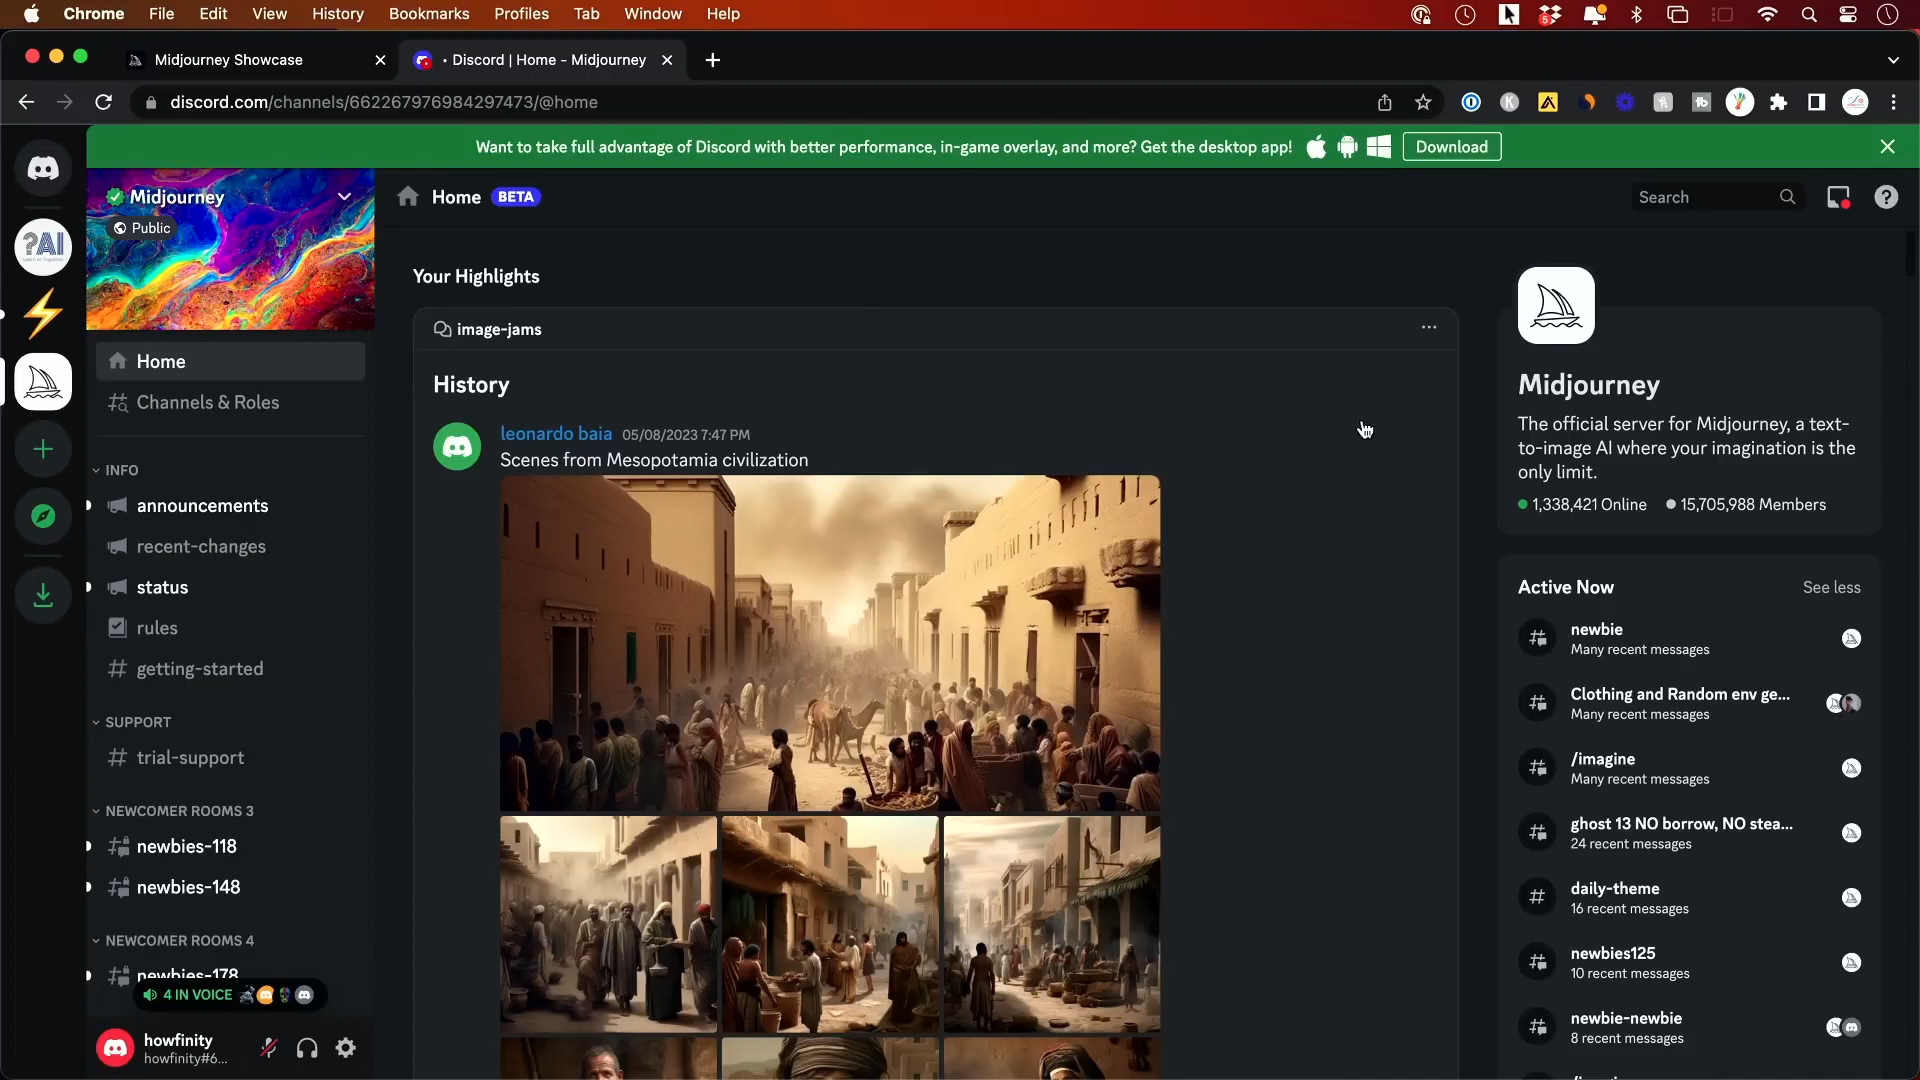 Chrome File Edit View History Bookmarks Profiles Tab Window Help
5
Midjourney Showcase
• Discord | Home - Midjourney
discord.com/channels/662267976984297473/@home
Want to take full advantage of Discord with better performance, in-game overlay, and more? Get the desktop app!
Download
Midjourney
Public
Home BETA
Search
?AI
Home
Channels & Roles
INFO
announcements
recent-changes
status
rules
getting-started
SUPPORT
trial-support
NEWCOMER ROOMS 3
newbies-118
newbies-148
NEWCOMER ROOMS 4
newbies-178
4 IN VOICE
howfinity
howfinity#6...
Your Highlights
image-jams
History
leonardo baia 05/08/2023 7:47 PM
Scenes from Mesopotamia civilization
Midjourney
The official server for Midjourney, a text-
to-image AI where your imagination is the
only limit.
1,338,421 Online 15,705,988 Members
Active Now See less
newbie
Many recent messages
Clothing and Random env ge...
Many recent messages
/imagine
Many recent messages
ghost 13 NO borrow, NO stea...
24 recent messages
daily-theme
16 recent messages
newbies125
10 recent messages
newbie-newbie
8 recent messages